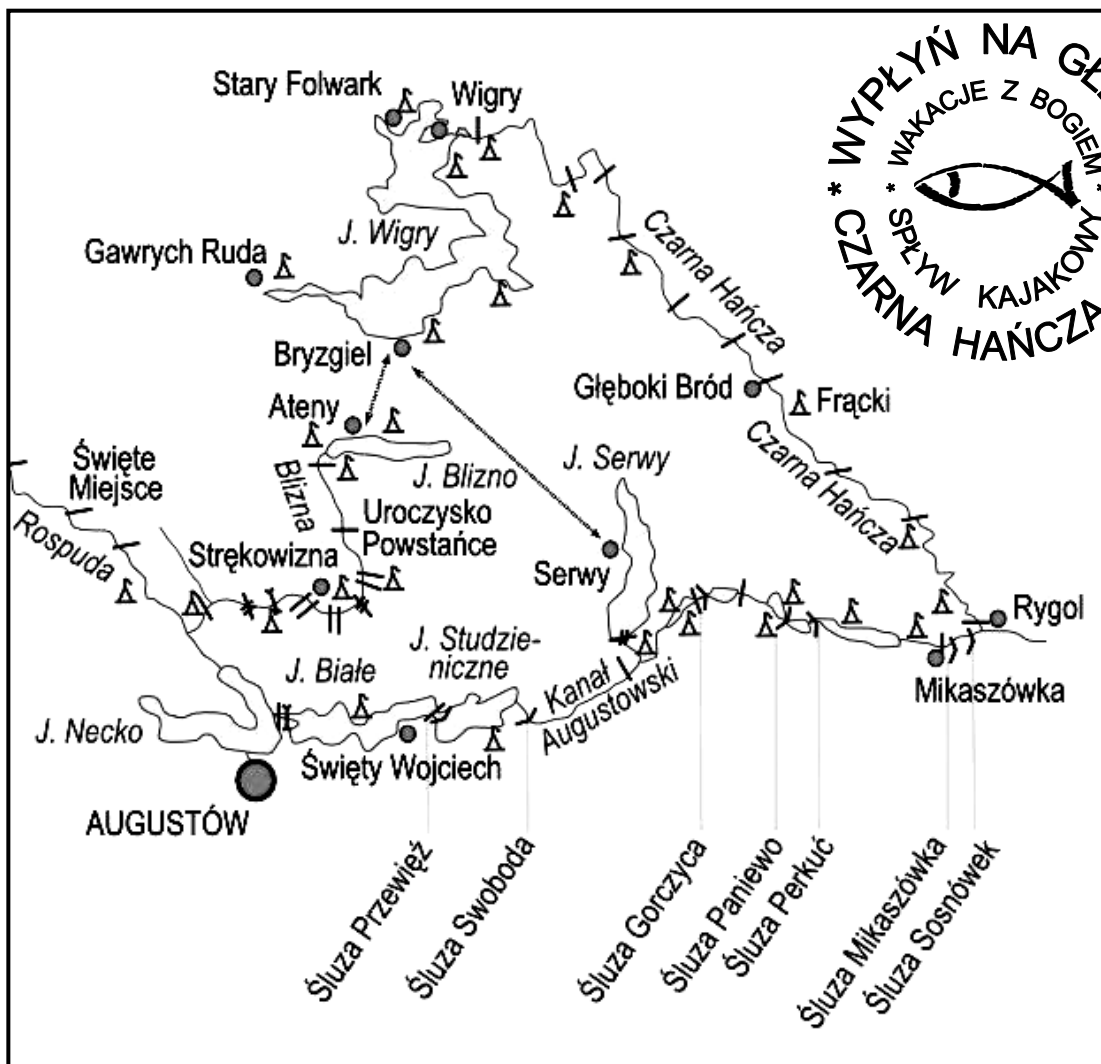 WYPŁYŃ NA GŁ
* WAKACJE Z BOGIEM *
SPŁYW KAJAKOWY
* CZARNA HAŃCZA
Stary Folwark
Wigry
J. Wigry
Gawrych Ruda
Czarna Hańcza
Bryzgiel
Głęboki Bród
Frącki
Ateny
J. Serwy
Święte
Miejsce
Blizna
J. Blizno
Czarna Hańcza
Rospuda
Uroczysko
Powstańce
Strękowizna
Serwy
Rygol
J. Studzie-
niczne
J. Białe
Kanał
Augustowski
Mikaszówka
J. Necko
Święty Wojciech
AUGUSTÓW
Śluza Przewięź
Śluza Swoboda
Śluza Gorczyca
Śluza Paniewo
Śluza Perkuć
Śluza Mikaszówka
Śluza Sosnówek